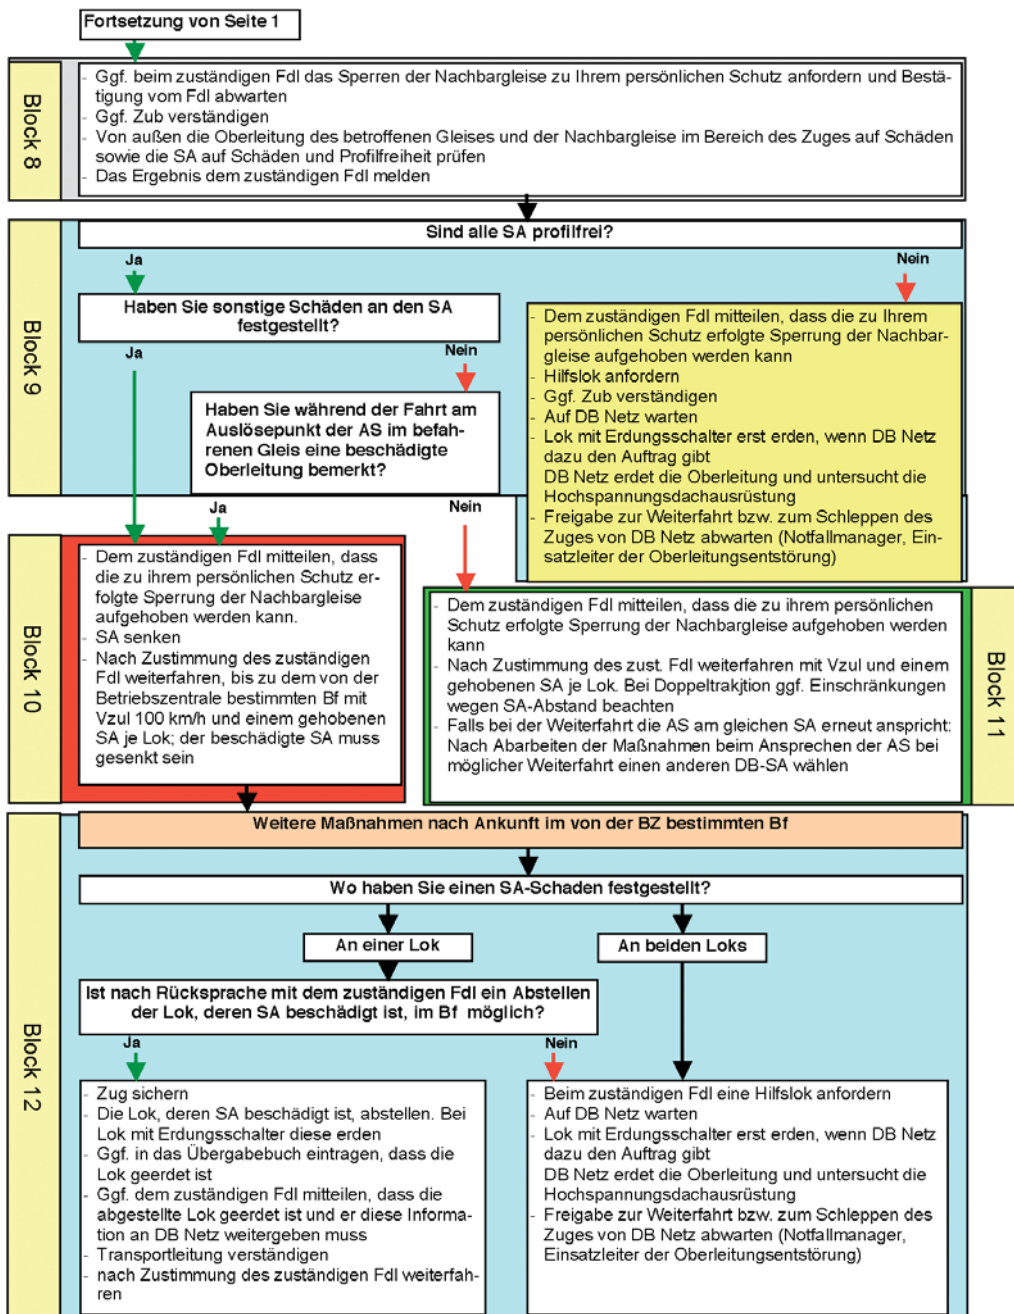 Fortsetzung von Seite 1
Block 8
- Ggf. beim zuständigen Fdl das Sperren der Nachbargleise zu Ihrem persönlichen Schutz anfordern und Bestä-
tigung vom Fdl abwarten
- Ggf. Zub verständigen
- Von außen die Oberleitung des betroffenen Gleises und der Nachbargleise im Bereich des Zuges auf Schäden
sowie die SA auf Schäden und Profilfreiheit prüfen
- Das Ergebnis dem zuständigen Fdl melden
Block 9
Sind alle SA profilfrei?
Ja
Nein
Haben Sie sonstige Schäden an den SA
festgestellt?
Ja
Nein
Haben Sie während der Fahrt am
Auslösepunkt der AS im befah-
renen Gleis eine beschädigte
Oberleitung bemerkt?
Ja
Nein
- Dem zuständigen Fdl mitteilen, dass die zu Ihrem
persönlichen Schutz erfolgte Sperrung der Nachbar-
gleise aufgehoben werden kann
- Hilfslok anfordern
- Ggf. Zub verständigen
- Auf DB Netz warten
- Lok mit Erdungsschalter erst erden, wenn DB Netz
dazu den Auftrag gibt
DB Netz erdet die Oberleitung und untersucht die
Hochspannungsdachausrüstung
- Freigabe zur Weiterfahrt bzw. zum Schleppen des
Zuges von DB Netz abwarten (Notfallmanager, Ein-
satzleiter der Oberleitungsentstörung)
Block 10
- Dem zuständigen Fdl mitteilen, dass
die zu ihrem persönlichen Schutz er-
folgte Sperrung der Nachbargleise
aufgehoben werden kann.
- SA senken
- Nach Zustimmung des zuständigen
Fdl weiterfahren, bis zu dem von der
Betriebszentrale bestimmten Bf mit
Vzul 100 km/h und einem gehobenen
SA je Lok; der beschädigte SA muss
gesenkt sein
Block 11
- Dem zuständigen Fdl mitteilen, dass die zu ihrem persönlichen
Schutz erfolgte Sperrung der Nachbargleise aufgehoben werden
kann
- Nach Zustimmung des zust. Fdl weiterfahren mit Vzul und einem
gehobenen SA je Lok. Bei Doppeltrakjtion ggf. Einschränkungen
wegen SA-Abstand beachten
- Falls bei der Weiterfahrt die AS am gleichen SA erneut anspricht:
Nach Abarbeiten der Maßnahmen beim Ansprechen der AS bei
möglicher Weiterfahrt einen anderen DB-SA wählen
Block 12
Weitere Maßnahmen nach Ankunft im von der BZ bestimmten Bf
Wo haben Sie einen SA-Schaden festgestellt?
An einer Lok
An beiden Loks
Ist nach Rücksprache mit dem zuständigen Fdl ein Abstellen
der Lok, deren SA beschädigt ist, im Bf möglich?
Ja
Nein
- Zug sichern
- Die Lok, deren SA beschädigt ist, abstellen. Bei
Lok mit Erdungsschalter diese erden
- Ggf. in das Übergabebuch eintragen, dass die
Lok geerdet ist
- Ggf. dem zuständigen Fdl mitteilen, dass die
abgestellte Lok geerdet ist und er diese Informa-
tion an DB Netz weitergeben muss
- Transportleitung verständigen
- nach Zustimmung des zuständigen Fdl weiterfah-
ren
- Beim zuständigen Fdl eine Hilfslok anfordern
- Auf DB Netz warten
- Lok mit Erdungsschalter erst erden, wenn DB Netz
dazu den Auftrag gibt
DB Netz erdet die Oberleitung und untersucht die
Hochspannungsdachausrüstung
- Freigabe zur Weiterfahrt bzw. zum Schleppen des
Zuges von DB Netz abwarten (Notfallmanager,
Einsatzleiter der Oberleitungsentstörung)